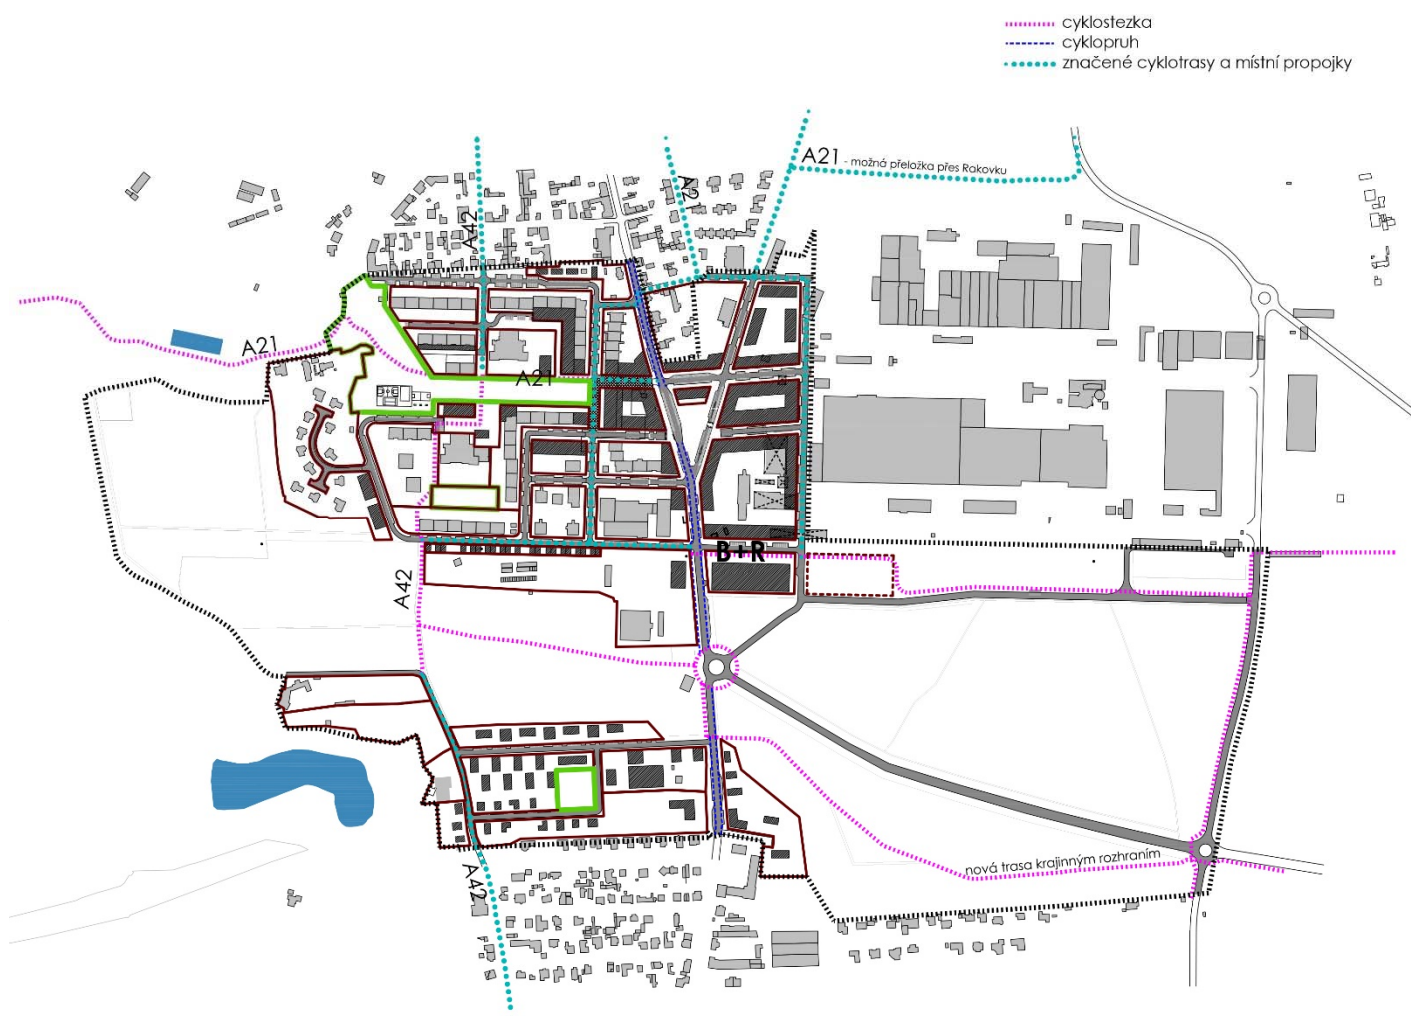 cyklostezka
cyklopruh
značené cyklotrasy a místní propojky
A21 - možná přeložka přes Rakovku
A21
A42
A21
A21
B+R
A42
nová trasa krajinným rozhraním
A42